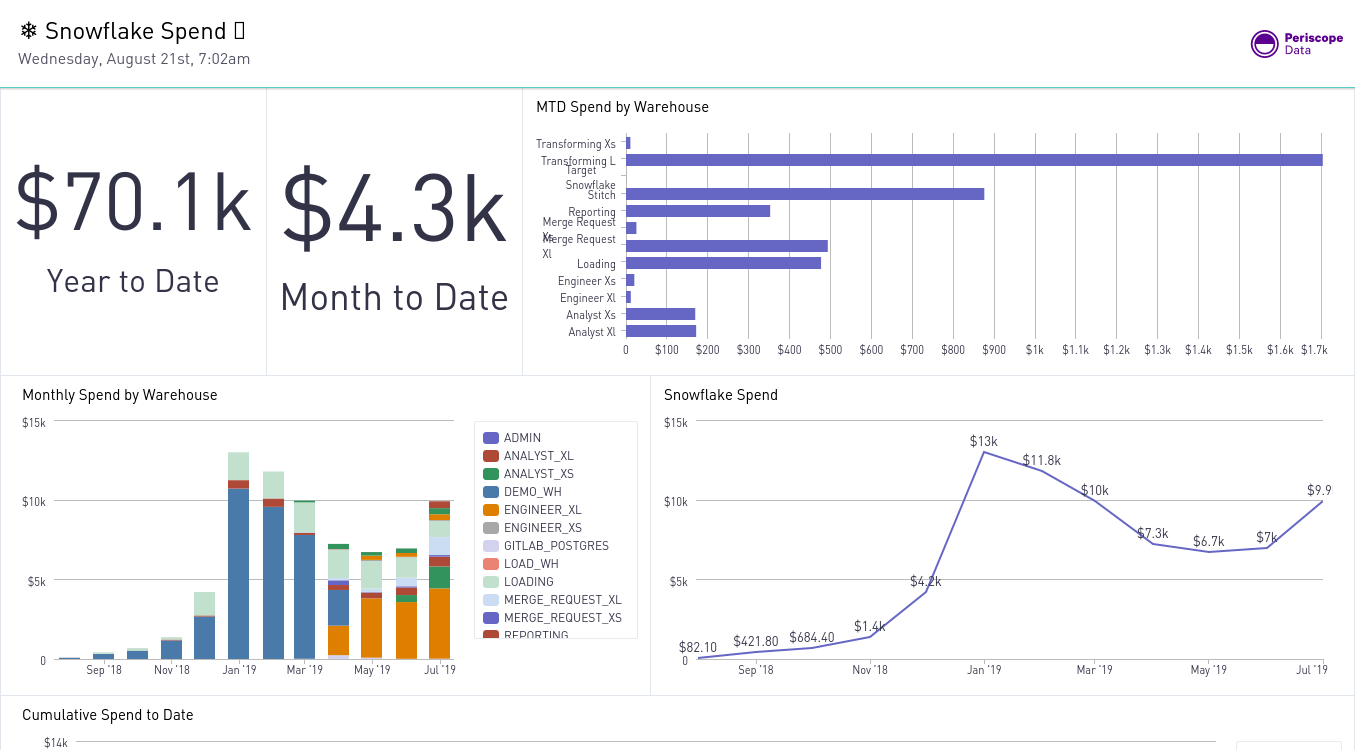 ❄ Snowflake Spend
Wednesday, August 21st, 7:02am
Periscope
Data
$70.1k
Year to Date
$4.3k
Month to Date
MTD Spend by Warehouse
Transforming Xs
Transforming L
Target
Snowflake
Stitch
Reporting
Merge Request
Xs
Merge Request
Xl
Loading
Engineer Xs
Engineer Xl
Analyst Xs
Analyst Xl
0 $100 $200 $300 $400 $500 $600 $700 $800 $900 $1k $1.1k $1.2k $1.3k $1.4k $1.5k $1.6k $1.7k
Monthly Spend by Warehouse
$15k
$10k
$5k
0
Sep '18 Nov '18 Jan '19 Mar '19 May '19 Jul '19
ADMIN
ANALYST_XL
ANALYST_XS
DEMO_WH
ENGINEER_XL
ENGINEER_XS
GITLAB_POSTGRES
LOAD_WH
LOADING
MERGE_REQUEST_XL
MERGE_REQUEST_XS
REPORTING
Snowflake Spend
$15k
$10k
$5k
0
$82.10 $421.80 $684.40 $1.4k $4.2k $13k $11.8k $10k $7.3k $6.7k $7k $9.9
Sep '18 Nov '18 Jan '19 Mar '19 May '19 Jul '19
Cumulative Spend to Date
$14k